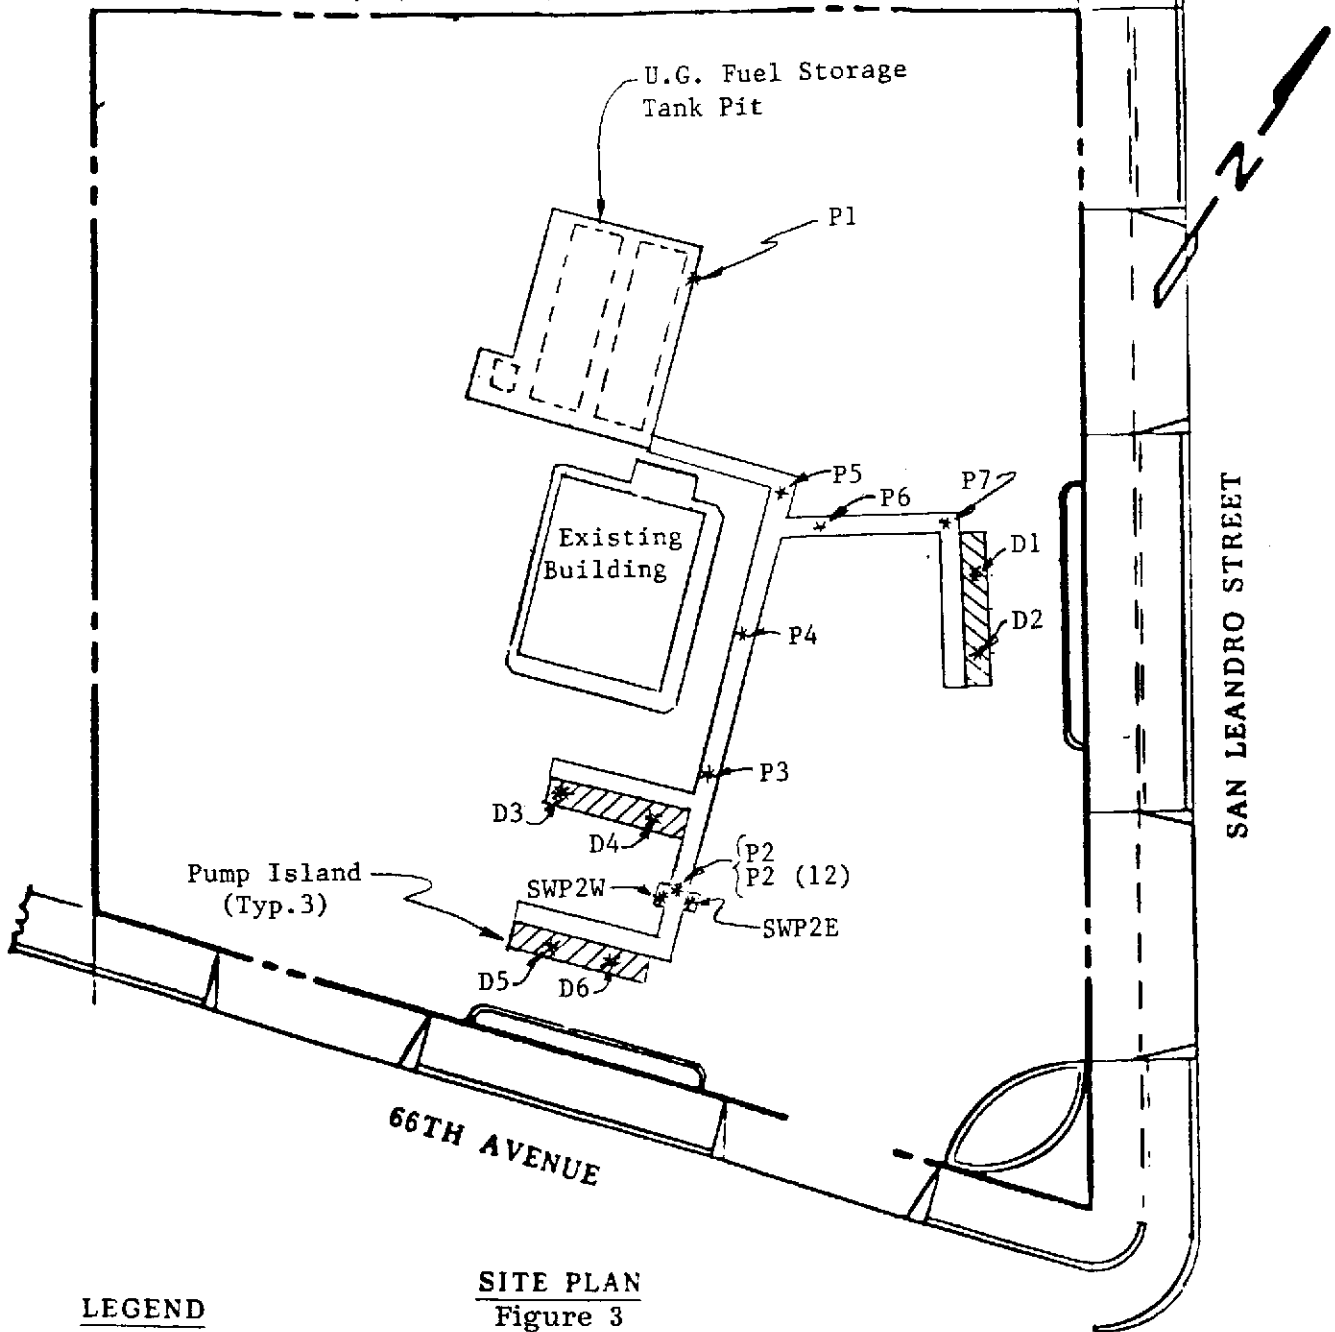 U.G. Fuel Storage
Tank Pit
N
P1
P5
P6
P7
Existing
Building
D1
D2
P4
P3
D3
D4
P2
P2 (12)
Pump Island
(Typ.3)
SWP2W
SWP2E
D5
D6
SAN LEANDRO STREET
66TH AVENUE
SITE PLAN
Figure 3
LEGEND